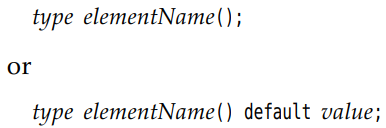 type elementName();
or
type elementName() default value;